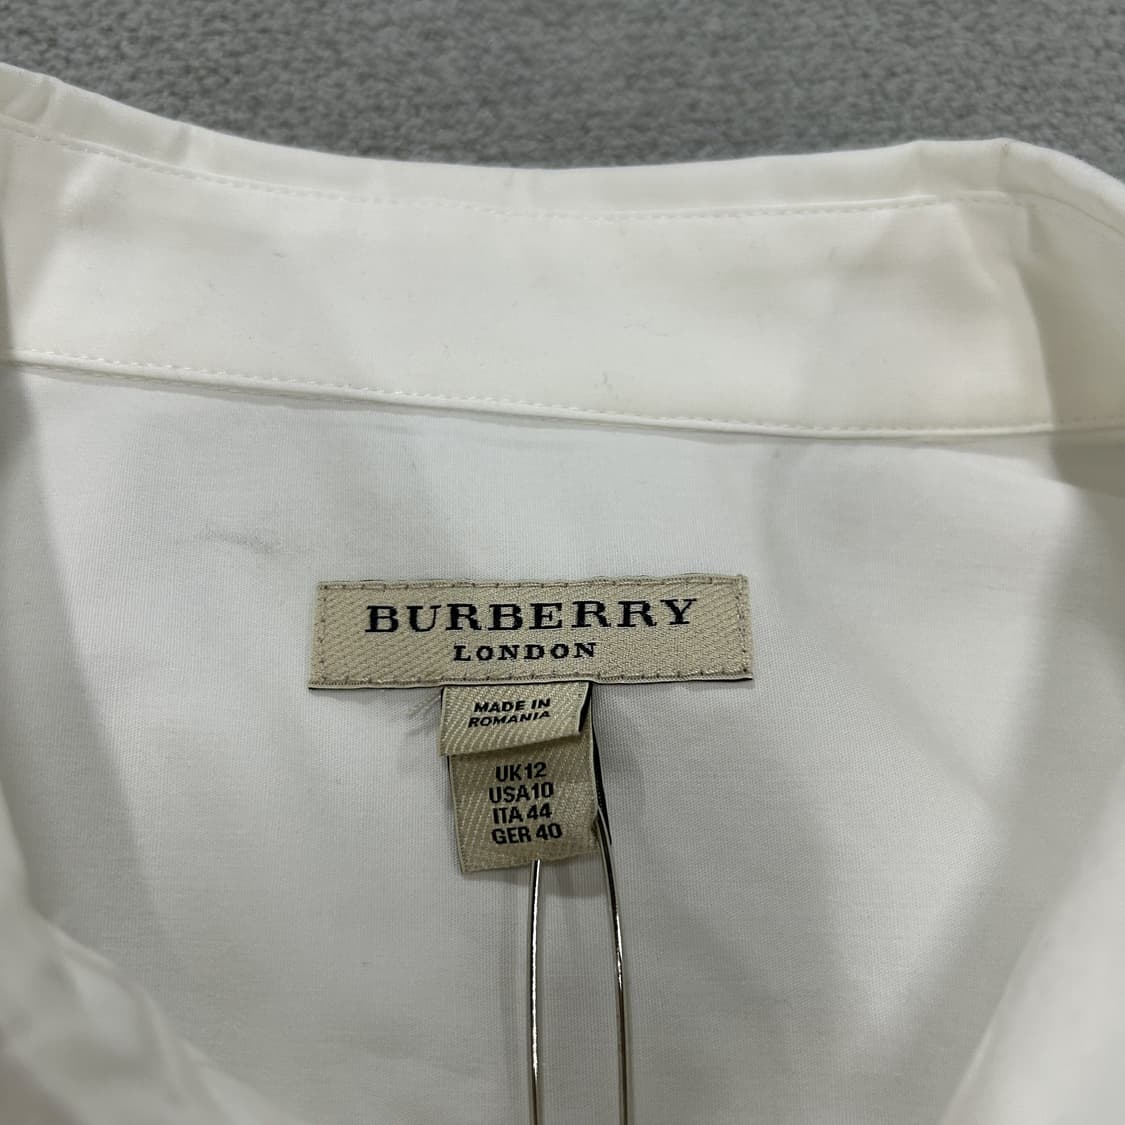 BURBERRY
LONDON
MADE IN
ROMANIA
UK12
USA10
ITA 44
GER 40